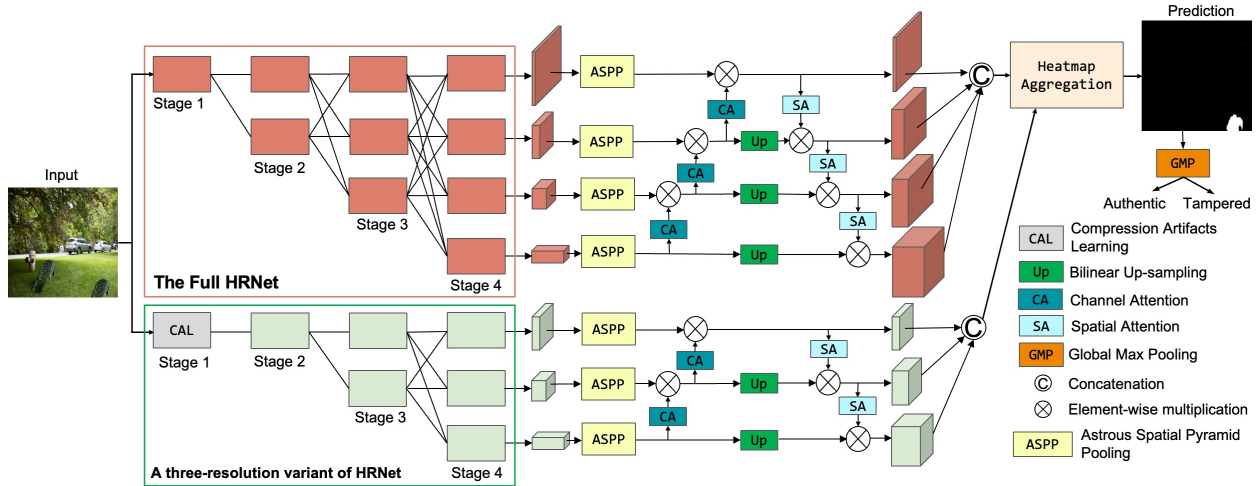 Prediction
Input
Stage 1
Stage 2
Stage 3
Stage 4
The Full HRNet
ASPP
ASPP
ASPP
ASPP
CA
CA
CA
Up
Up
Up
SA
SA
SA
C
Heatmap
Aggregation
GMP
Authentic
Tampered
CAL
Stage 1
Stage 2
Stage 3
Stage 4
A three-resolution variant of HRNet
ASPP
ASPP
ASPP
CA
CA
Up
Up
SA
SA
C
CAL
Compression Artifacts
Learning
Up
Bilinear Up-sampling
CA
Channel Attention
SA
Spatial Attention
GMP
Global Max Pooling
C
Concatenation
Element-wise multiplication
ASPP
Astrous Spatial Pyramid
Pooling